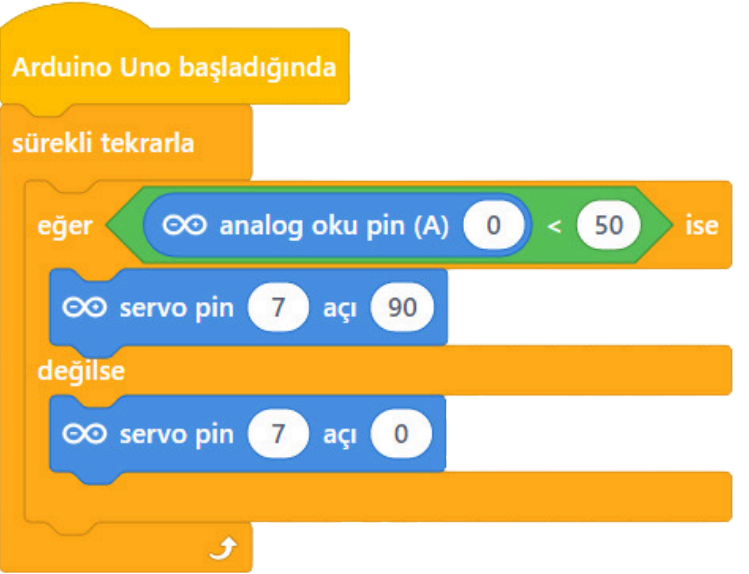 Arduino Uno başladığında
sürekli tekrarla
eğer analog oku pin (A) 0 < 50 ise
servo pin 7 açı 90
değilse
servo pin 7 açı 0